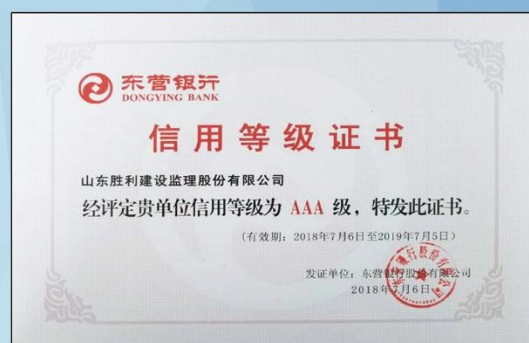 东营银行
DONGYING BANK
信用等级证书
山东胜利建设监理股份有限公司
经评定贵单位信用等级为 AAA 级，特发此证书。
（有效期：2018年7月6日至2019年7月5日）
发证单位：东营银行股份有限公司
2018年7月6日